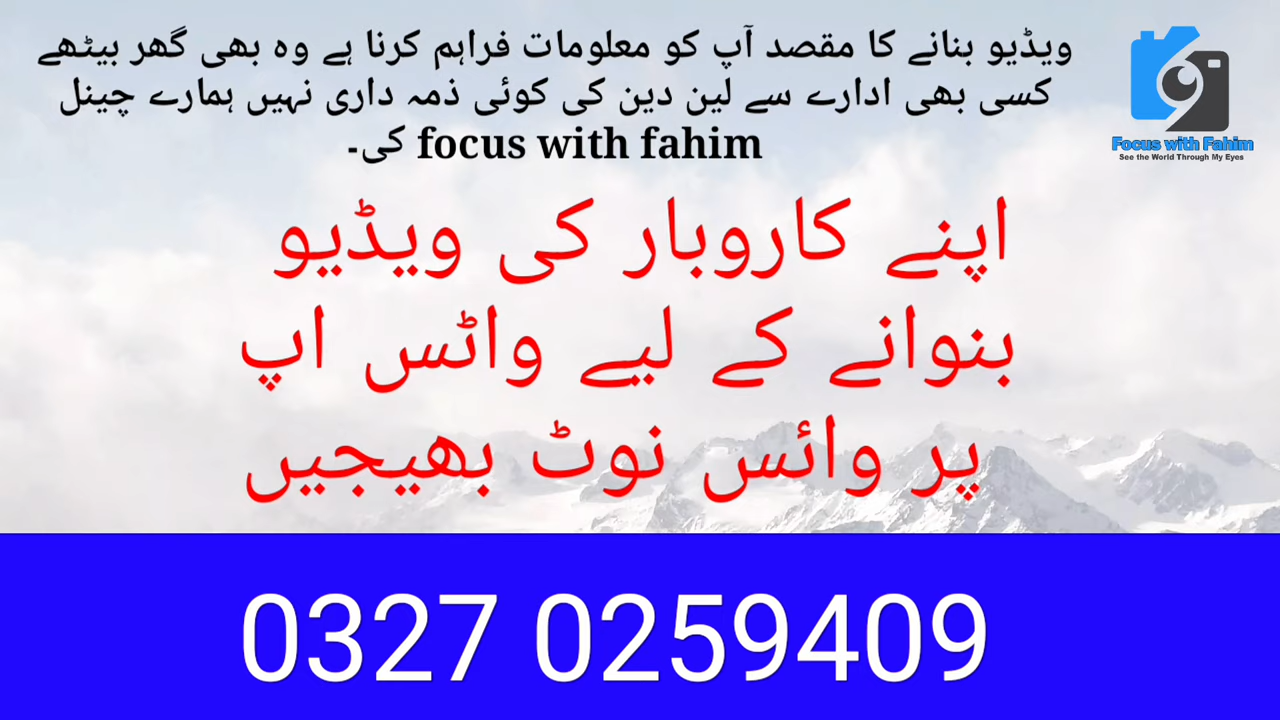 ویڈیو بنانے کا مقصد آپ کو معلومات فراہم کرنا ہے وہ بھی گھر بیٹھے
کسی بھی ادارے سے لین دین کی کوئی ذمہ داری نہیں ہمارے چینل
focus with fahim کی۔
Focus with Fahim
See the World Through My Eyes
اپنے کاروبار کی ویڈیو
بنوانے کے لیے واٹس اپ
پر وائس نوٹ بھیجیں
0327 0259409